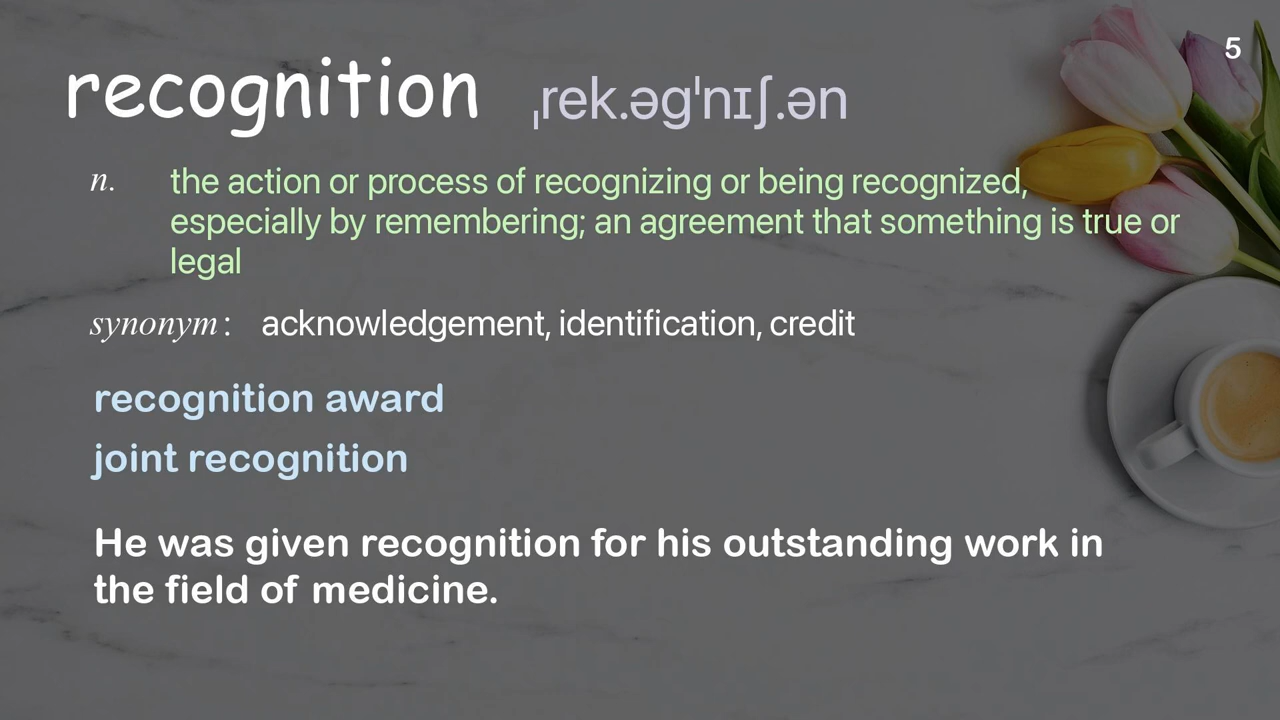 5
recognition ˌrek.əgˈnɪʃ.ən
n. the action or process of recognizing or being recognized,
especially by remembering; an agreement that something is true or
legal
synonym: acknowledgement, identification, credit
recognition award
joint recognition
He was given recognition for his outstanding work in
the field of medicine.